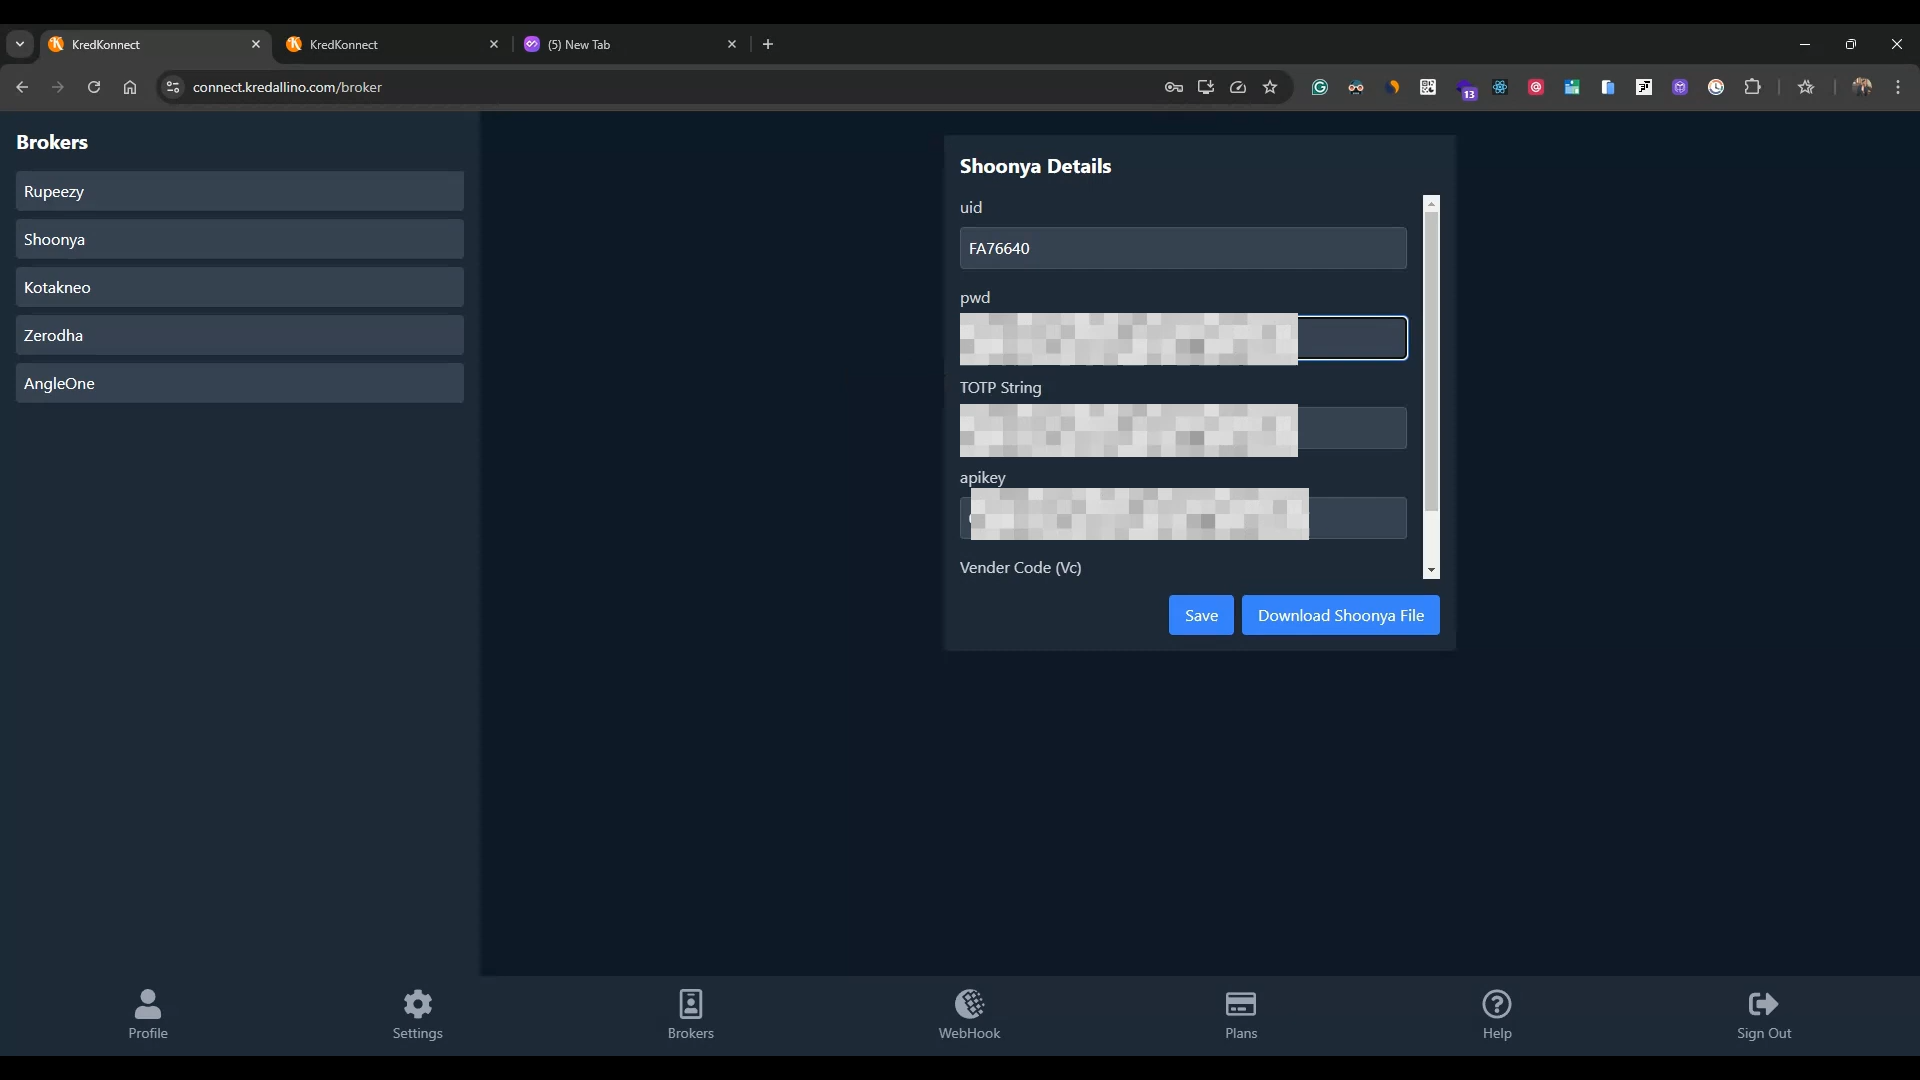 KredKonnect
KredKonnect
(5) New Tab
connect.kredallino.com/broker
13
Brokers
Rupeezy
Shoonya
Kotakneo
Zerodha
AngleOne
Shoonya Details
uid
FA76640
pwd
TOTP String
apikey
Vender Code (Vc)
Save
Download Shoonya File
Profile
Settings
Brokers
WebHook
Plans
Help
Sign Out